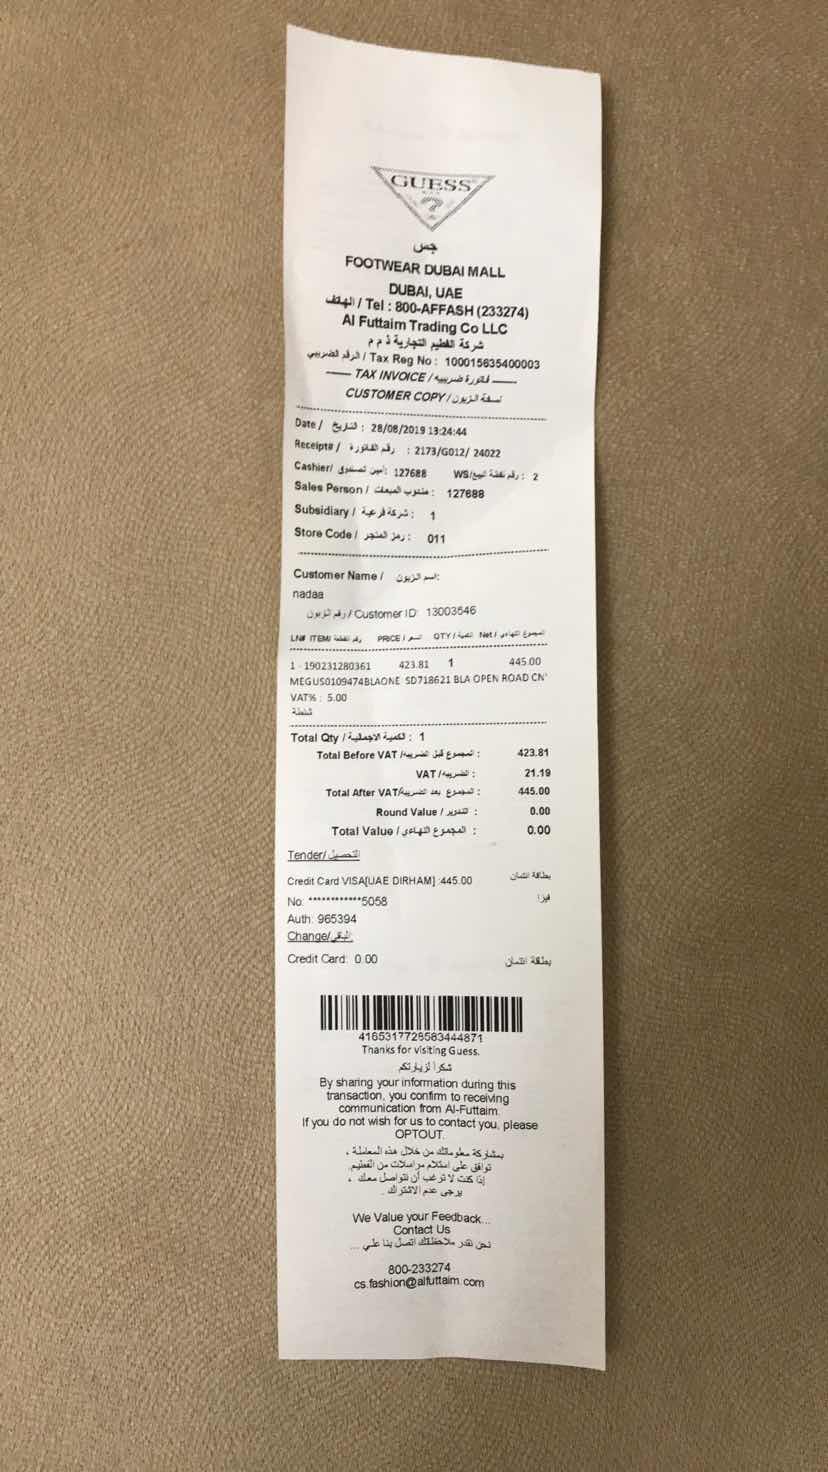 GUESS
?
جس
FOOTWEAR DUBAI MALL
DUBAI, UAE
الهاتف / Tel : 800-AFFASH (233274)
Al Futtaim Trading Co LLC
شركة الفطيم التجارية ذ م م
الرقم الضريبي / Tax Reg No : 100015635400003
------ TAX INVOICE / فاتورة ضريبيه ------
CUSTOMER COPY / نسخة الزبون
Date / التاريخ : 28/08/2019 13:24:44
Receipt# / رقم الفاتورة : 2173/G012/ 24022
Cashier/ أمين الصندوق: 127688 WS/رقم نقطة البيع : 2
Sales Person / مندوب المبيعات : 127688
Subsidiary / شركة فرعية : 1
Store Code / رمز المتجر : 011
Customer Name / اسم الزبون:
nadaa
رقم الزبون / Customer ID: 13003546
LN# ITEM/ رقم القطعة PRICE / السعر QTY / الكمية Net / المجموع النهاءي
1 - 190231280361 423.81 1 445.00
MEGUS0109474BLAONE SD718621 BLA OPEN ROAD CN'
VAT% : 5.00
شنطة
Total Qty / الكمية الاجمالية : 1
Total Before VAT /المجموع قبل الضريبه : 423.81
VAT /الضريبه : 21.19
Total After VAT/المجموع بعد الضريبة : 445.00
Round Value / التدوير : 0.00
Total Value / المجموع النهاءي : 0.00
Tender/التحصيل
Credit Card VISA[UAE DIRHAM] :445.00 بطاقة ائتمان
No: ************5058 فيزا
Auth: 965394
Change/الباقي:
Credit Card: 0.00 بطاقة ائتمان
4165317728583444871
Thanks for visiting Guess.
شكرا لزيارتكم
By sharing your information during this
transaction, you confirm to receiving
communication from Al-Futtaim.
If you do not wish for us to contact you, please
OPTOUT.
بمشاركة معلوماتك من خلال هذه المعاملة ،
توافق على استلام مراسلات من الفطيم.
إذا كنت لا ترغب أن نتواصل معك ،
يرجى عدم الاشتراك .
We Value your Feedback...
Contact Us
نحن نقدر ملاحظتك اتصل بنا على ...
800-233274
cs.fashion@alfuttaim.com